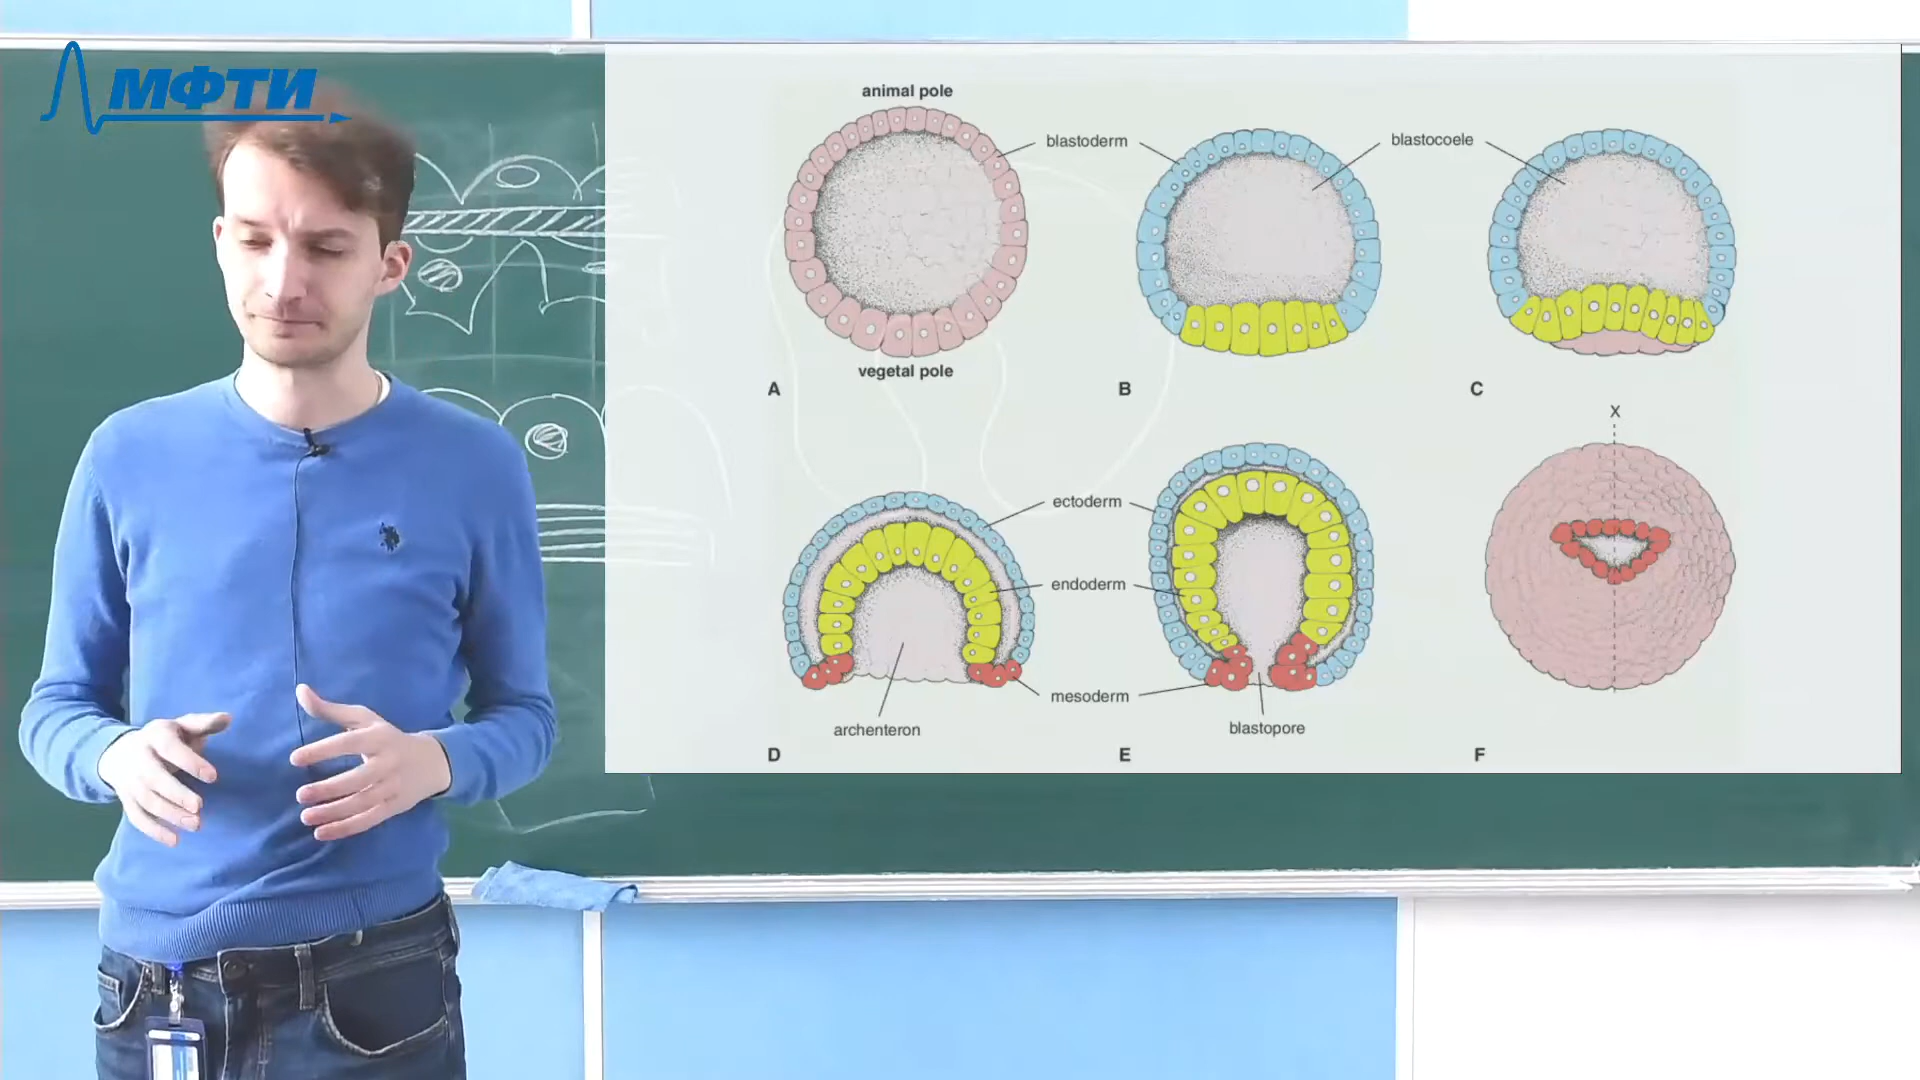 МФТИ
animal pole
blastoderm
blastocoele
vegetal pole
A
B
C
X
ectoderm
endoderm
mesoderm
archenteron
blastopore
D
E
F